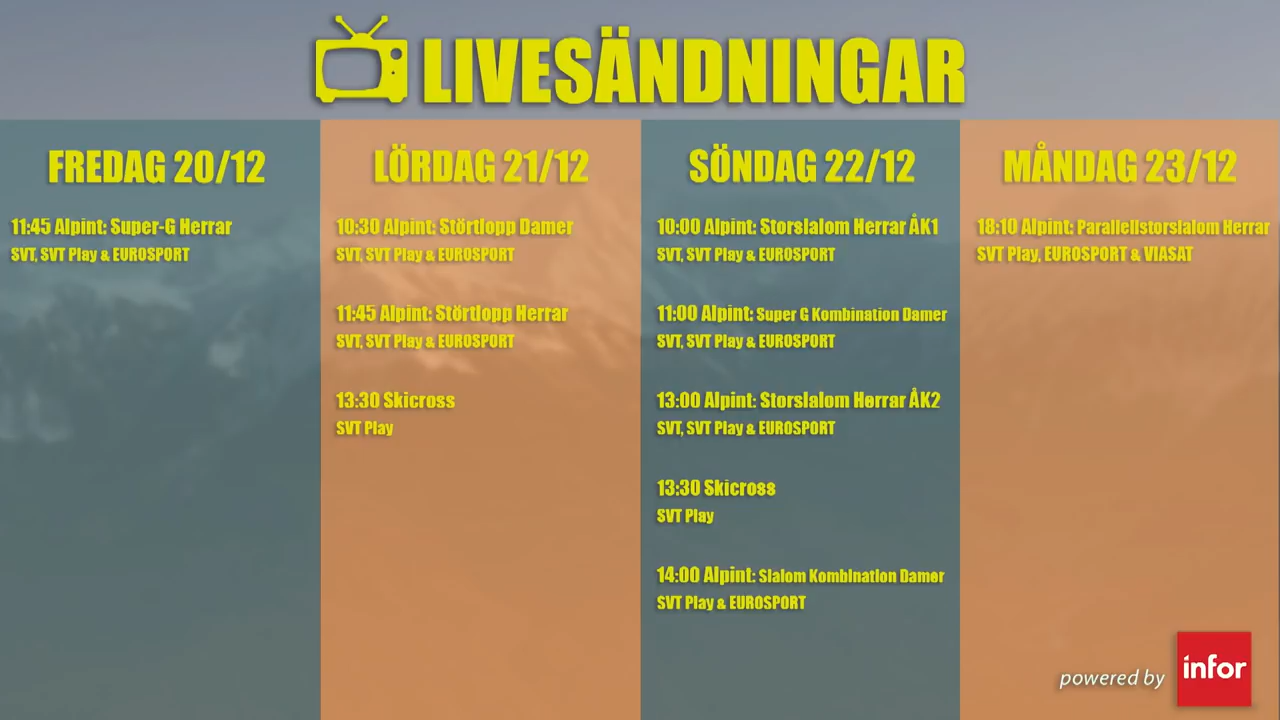 LIVESÄNDNINGAR
FREDAG 20/12
11:45 Alpint: Super-G Herrar
SVT, SVT Play & EUROSPORT
LÖRDAG 21/12
10:30 Alpint: Störtlopp Damer
SVT, SVT Play & EUROSPORT
11:45 Alpint: Störtlopp Herrar
SVT, SVT Play & EUROSPORT
13:30 Skicross
SVT Play
SÖNDAG 22/12
10:00 Alpint: Storslalom Herrar ÅK1
SVT, SVT Play & EUROSPORT
11:00 Alpint: Super G Kombination Damer
SVT, SVT Play & EUROSPORT
13:00 Alpint: Storslalom Herrar ÅK2
SVT, SVT Play & EUROSPORT
13:30 Skicross
SVT Play
14:00 Alpint: Slalom Kombination Damer
SVT Play & EUROSPORT
MÅNDAG 23/12
18:10 Alpint: Parallellstorslalom Herrar
SVT Play, EUROSPORT & VIASAT
powered by infor